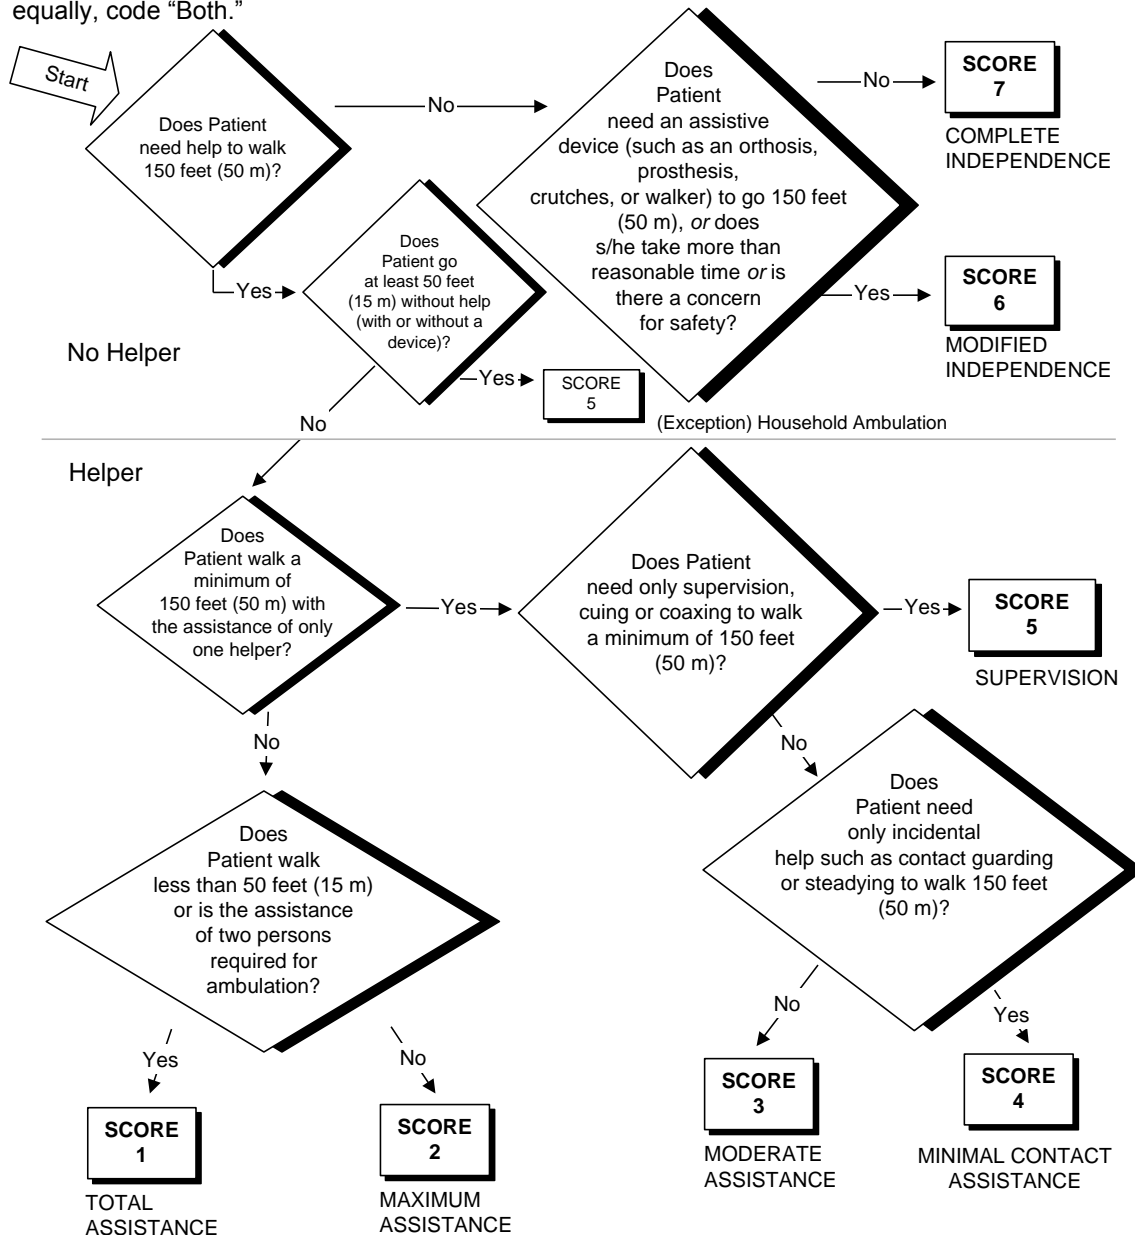 equally, code “Both.”
Start
Does Patient
need help to walk
150 feet (50 m)?
No
Does
Patient
need an assistive
device (such as an orthosis,
prosthesis,
crutches, or walker) to go 150 feet
(50 m), or does
s/he take more than
reasonable time or is
there a concern
for safety?
No
SCORE
7
COMPLETE
INDEPENDENCE
Yes
SCORE
6
MODIFIED
INDEPENDENCE
Yes
Does
Patient go
at least 50 feet
(15 m) without help
(with or without a
device)?
No Helper
Yes
SCORE
5
(Exception) Household Ambulation
No
Helper
Does
Patient walk a
minimum of
150 feet (50 m) with
the assistance of only
one helper?
Yes
Does Patient
need only supervision,
cuing or coaxing to walk
a minimum of 150 feet
(50 m)?
Yes
SCORE
5
SUPERVISION
No
No
Does
Patient need
only incidental
help such as contact guarding
or steadying to walk 150 feet
(50 m)?
Does
Patient walk
less than 50 feet (15 m)
or is the assistance
of two persons
required for
ambulation?
Yes
No
No
Yes
SCORE
1
TOTAL
ASSISTANCE
SCORE
2
MAXIMUM
ASSISTANCE
SCORE
3
MODERATE
ASSISTANCE
SCORE
4
MINIMAL CONTACT
ASSISTANCE